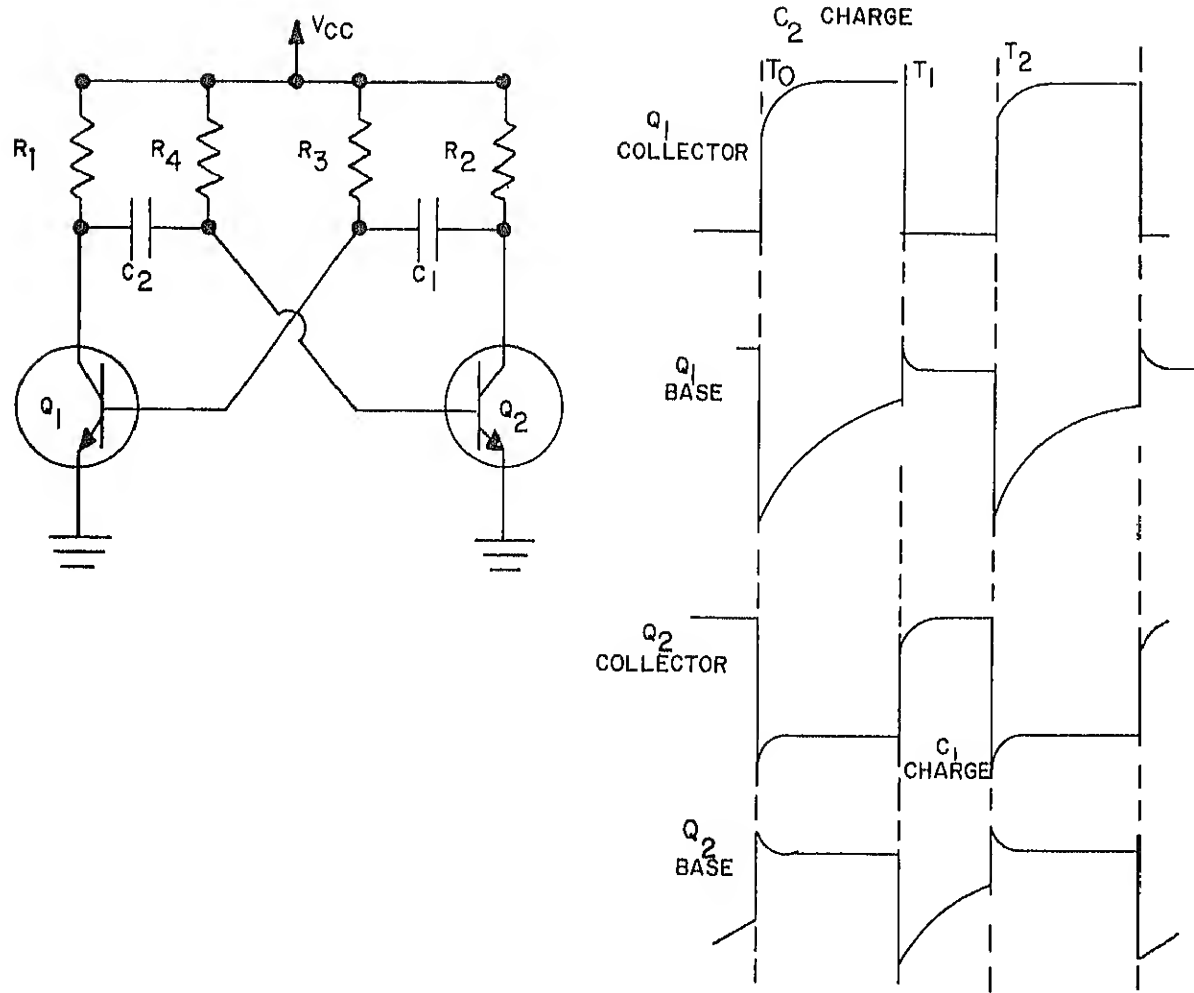 VCC
R1
R4
R3
R2
C2
C1
Q1
Q2
C2 CHARGE
T0
T1
T2
Q1
COLLECTOR
Q1
BASE
Q2
COLLECTOR
C1
CHARGE
Q2
BASE